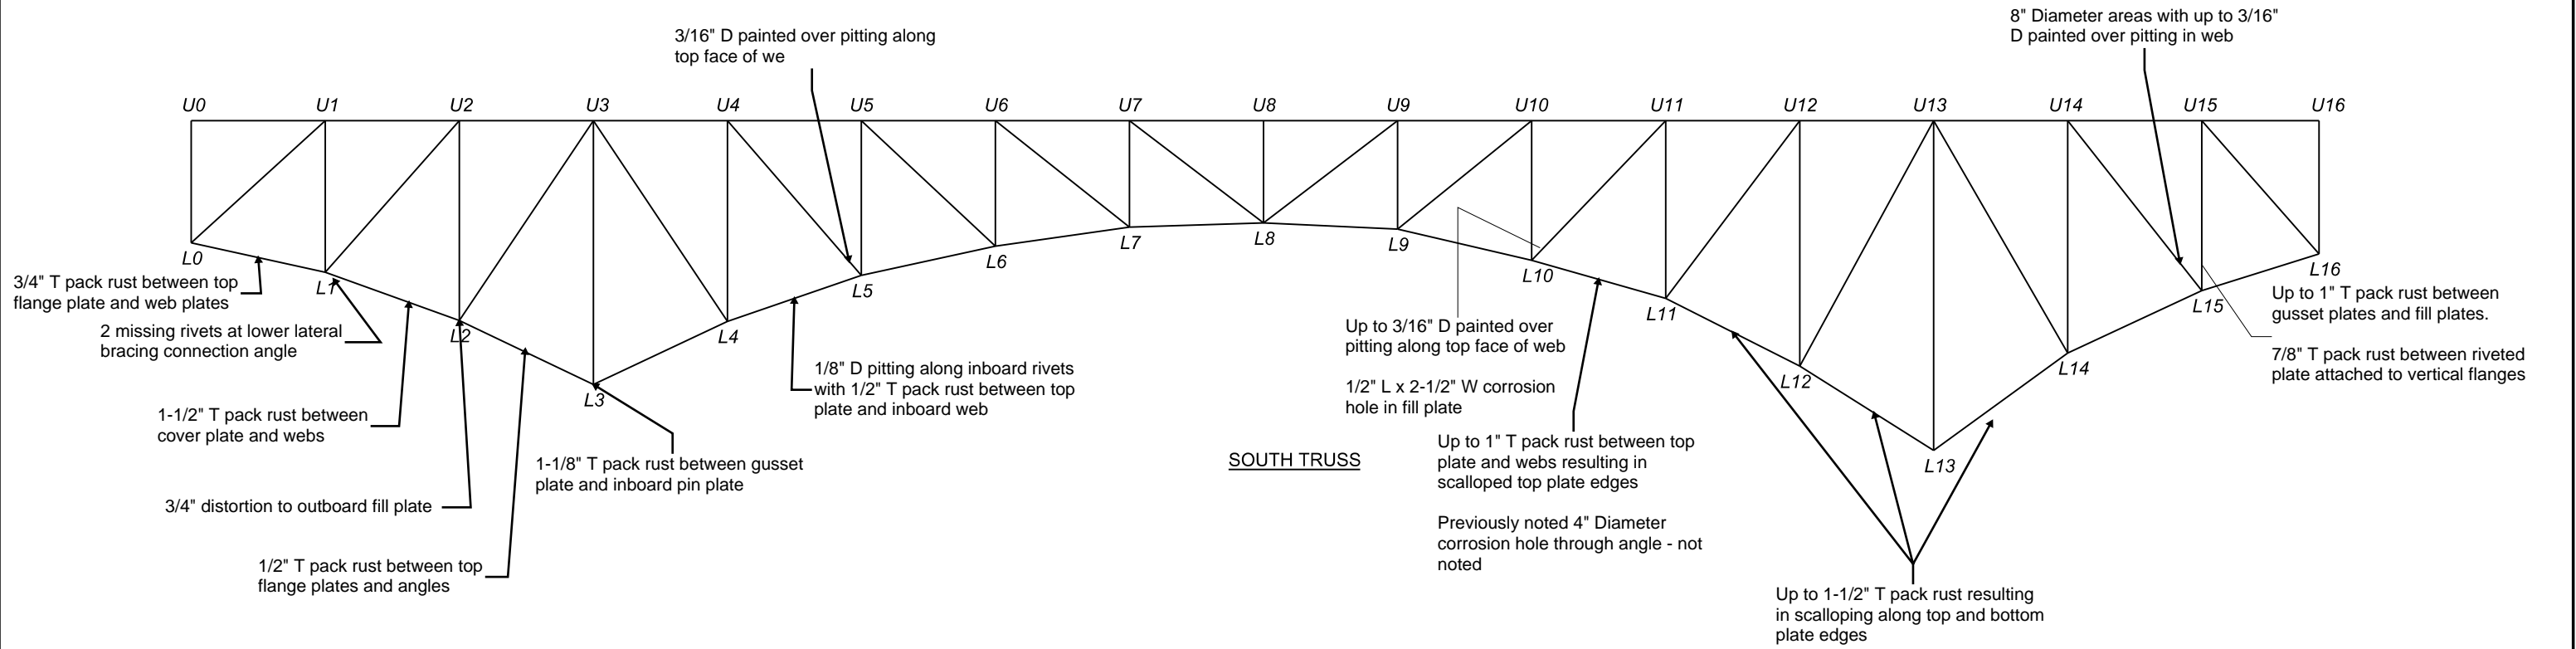 8" Diameter areas with up to 3/16"
D painted over pitting in web
3/16" D painted over pitting along
top face of we
U0 U1 U2 U3 U4 U5 U6 U7 U8 U9 U10 U11 U12 U13 U14 U15 U16
L0
L1
L2
L3
L4
L5
L6
L7
L8
L9
L10
L11
L12
L13
L14
L15
L16
3/4" T pack rust between top
flange plate and web plates
2 missing rivets at lower lateral
bracing connection angle
1-1/2" T pack rust between
cover plate and webs
3/4" distortion to outboard fill plate
1/2" T pack rust between top
flange plates and angles
1-1/8" T pack rust between gusset
plate and inboard pin plate
1/8" D pitting along inboard rivets
with 1/2" T pack rust between top
plate and inboard web
SOUTH TRUSS
Up to 3/16" D painted over
pitting along top face of web
1/2" L x 2-1/2" W corrosion
hole in fill plate
Up to 1" T pack rust between top
plate and webs resulting in
scalloped top plate edges
Previously noted 4" Diameter
corrosion hole through angle - not
noted
Up to 1-1/2" T pack rust resulting
in scalloping along top and bottom
plate edges
Up to 1" T pack rust between
gusset plates and fill plates.
7/8" T pack rust between riveted
plate attached to vertical flanges